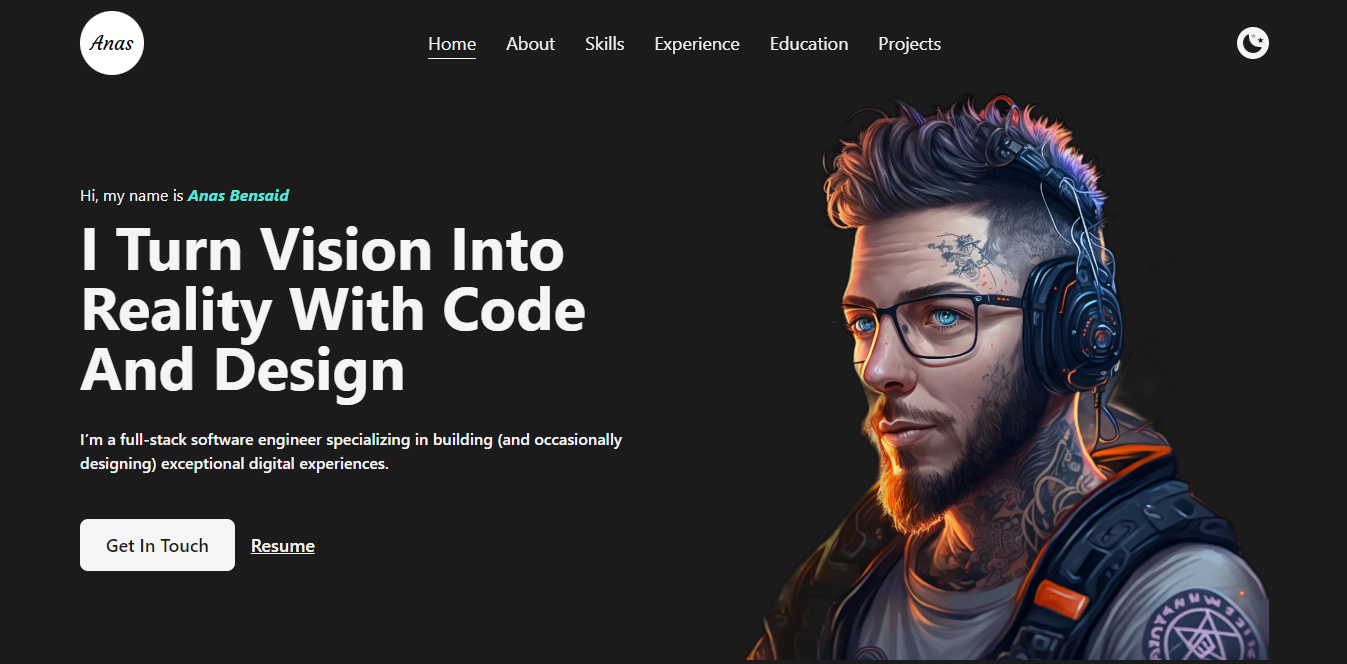 Anas
Home About Skills Experience Education Projects
Hi, my name is Anas Bensaid
I Turn Vision Into
Reality With Code
And Design
I’m a full-stack software engineer specializing in building (and occasionally
designing) exceptional digital experiences.
Get In Touch Resume